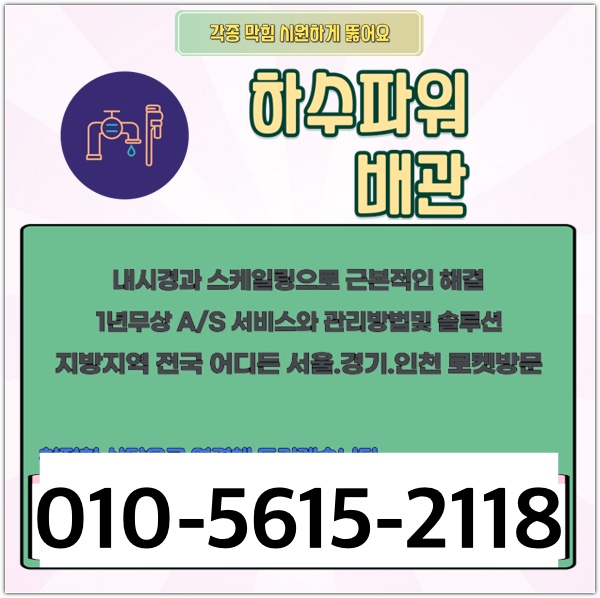 각종 막힘 시원하게 뚫어요
하수파워
배관
내시경과 스케일링으로 근본적인 해결
1년무상 A/S 서비스와 관리방법및 솔루션
지방지역 전국 어디든 서울.경기.인천 로켓방문
010-5615-2118